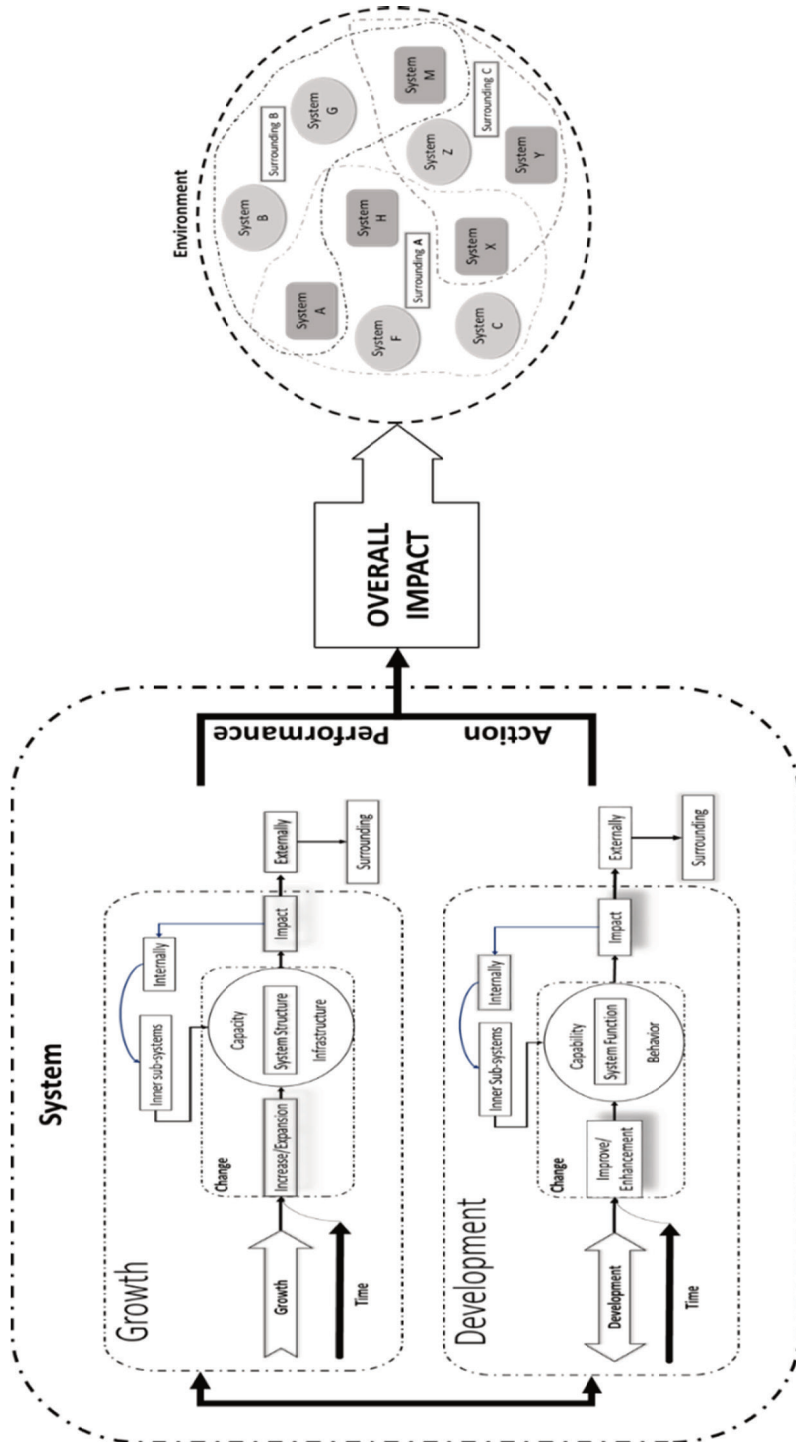 System
Growth
Growth
Time
Change
Increase/Expansion
Capacity
System Structure
Infrastructure
Inner sub-systems
Internally
Impact
Externally
Surrounding
Development
Development
Time
Change
Improve/
Enhancement
Capability
System Function
Behavior
Inner Sub-systems
Internally
Impact
Externally
Surrounding
Performance
Action
OVERALL
IMPACT
Environment
System
A
System
B
Surrounding B
System
G
System
F
System
H
Surrounding A
System
C
System
X
System
Z
System
M
Surrounding C
System
Y